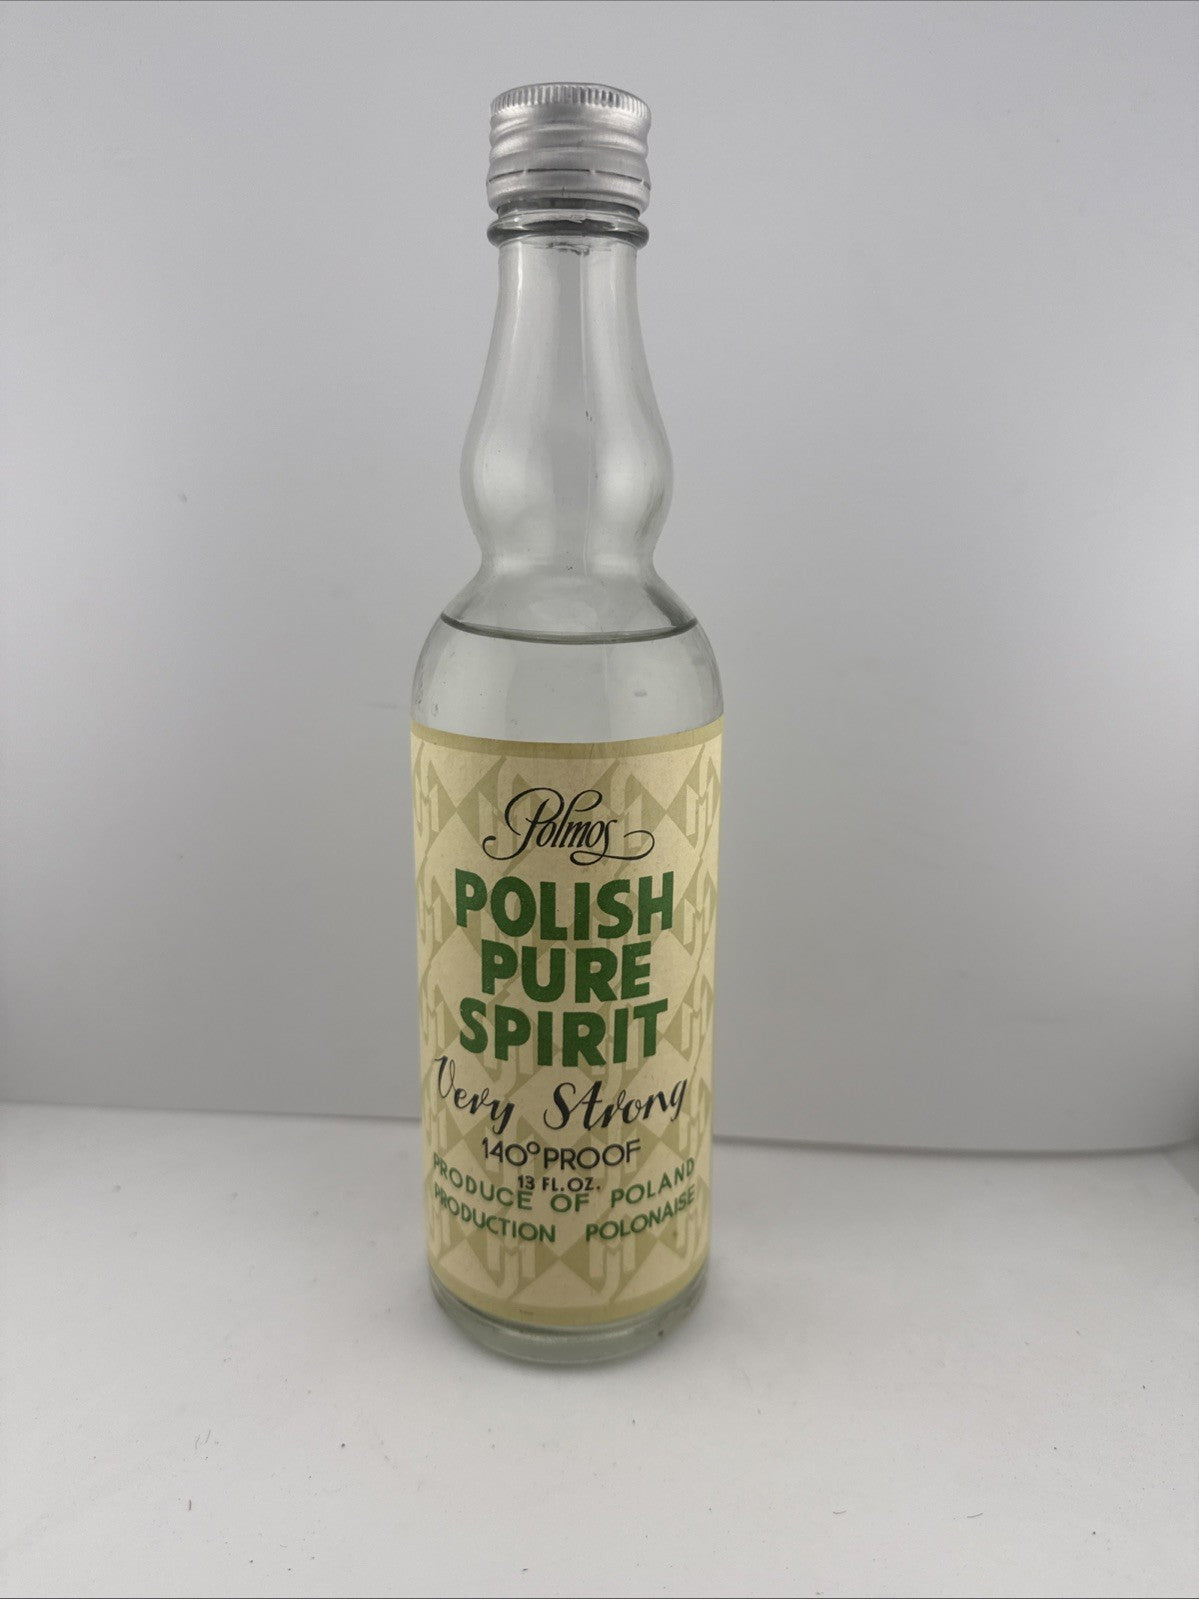 Polmos
POLISH
PURE
SPIRIT
Very Strong
140° PROOF
13 FL.OZ.
PRODUCE OF POLAND
PRODUCTION POLONAISE